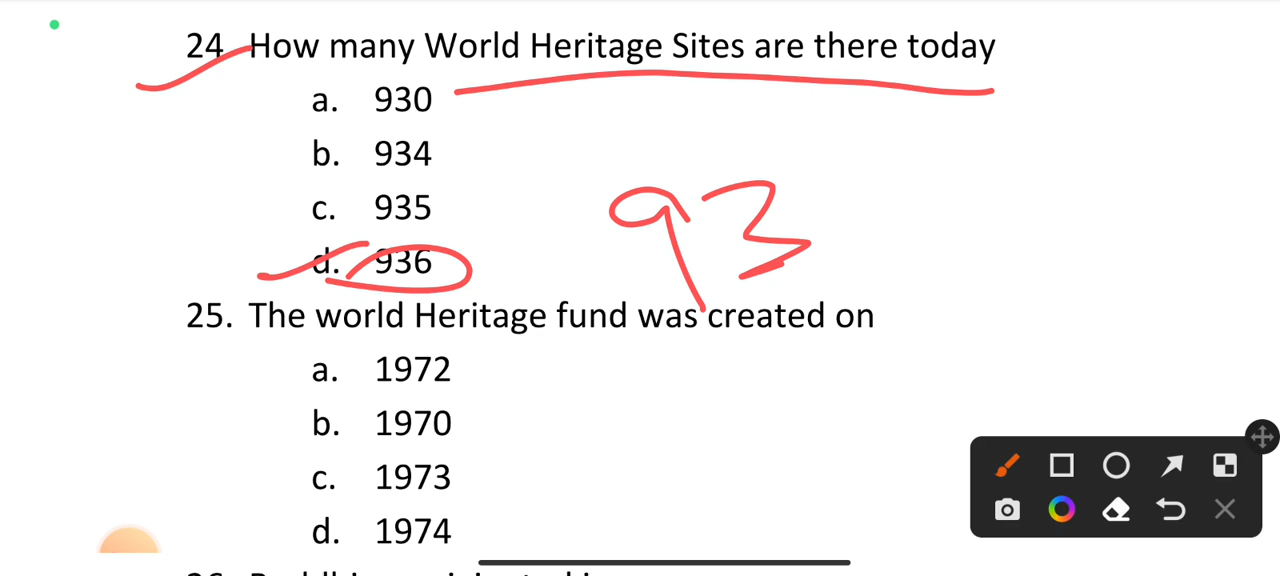 24. How many World Heritage Sites are there today
a. 930
b. 934
c. 935
d. 936
93
25. The world Heritage fund was created on
a. 1972
b. 1970
c. 1973
d. 1974